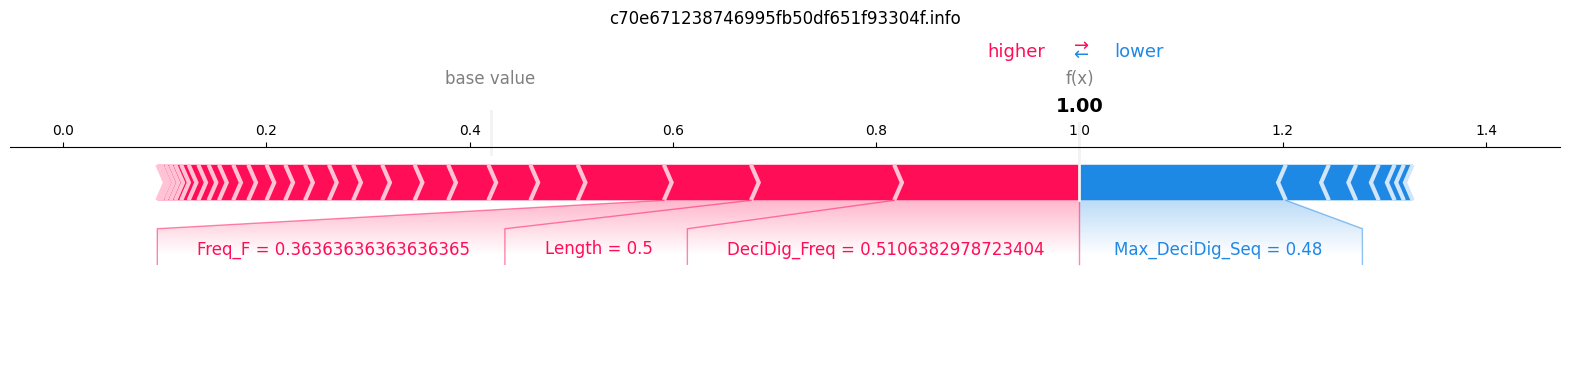 c70e671238746995fb50df651f93304f.info
higher ⇄ lower
base value f(x)
1.00
0.0 0.2 0.4 0.6 0.8 1.0 1.2 1.4
Freq_F = 0.36363636363636365 Length = 0.5 DeciDig_Freq = 0.5106382978723404 Max_DeciDig_Seq = 0.48